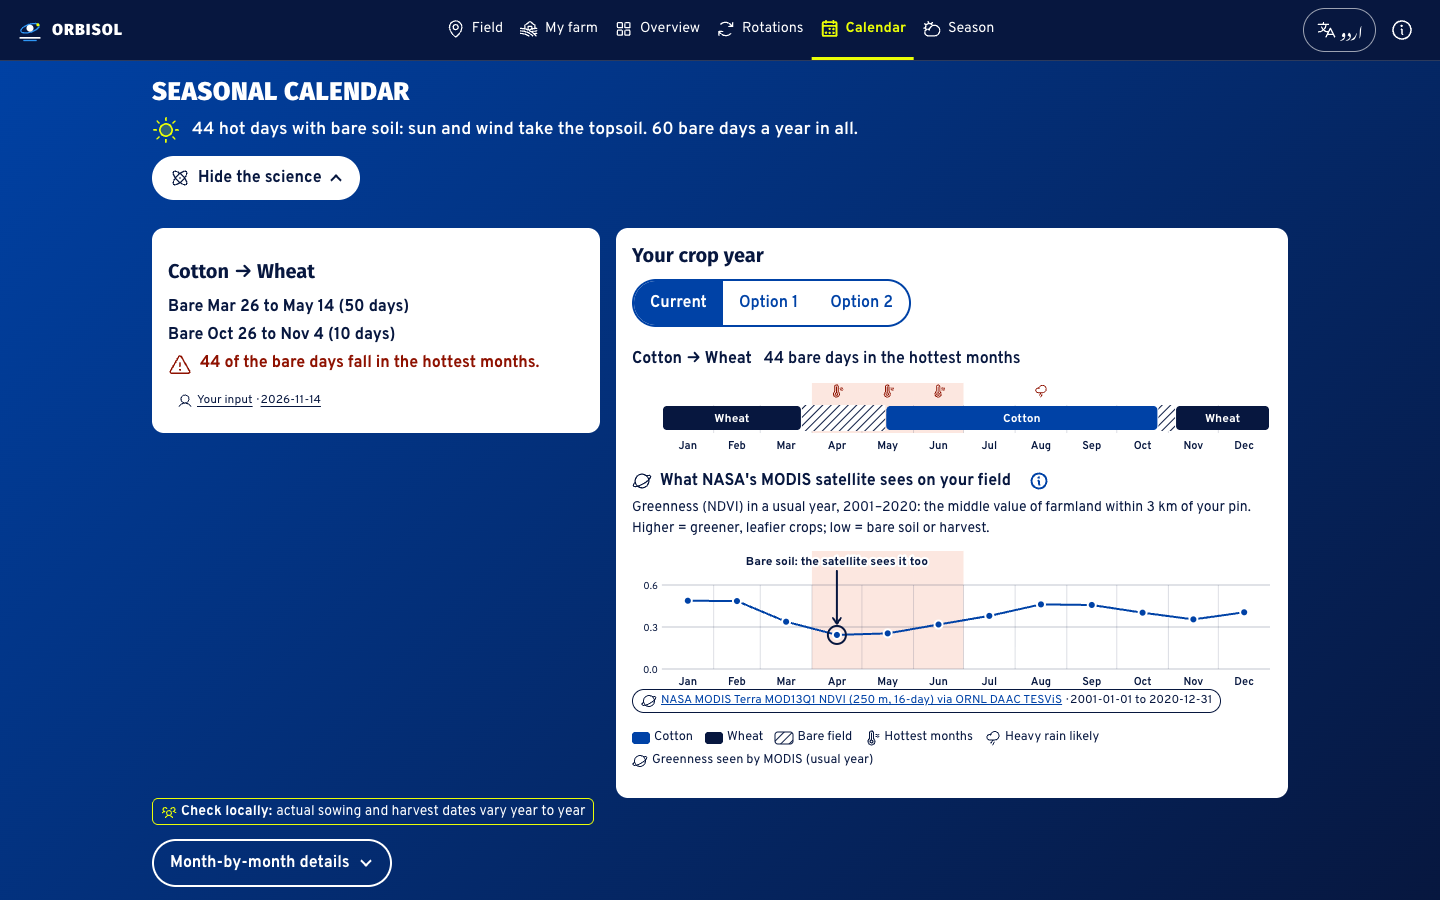 ORBISOL
Field
My farm
Overview
Rotations
Calendar
Season
اردو
SEASONAL CALENDAR
44 hot days with bare soil: sun and wind take the topsoil. 60 bare days a year in all.
Hide the science
Cotton → Wheat
Bare Mar 26 to May 14 (50 days)
Bare Oct 26 to Nov 4 (10 days)
44 of the bare days fall in the hottest months.
Your input · 2026-11-14
Your crop year
Current Option 1 Option 2
Cotton → Wheat 44 bare days in the hottest months
Wheat Cotton Wheat
Jan Feb Mar Apr May Jun Jul Aug Sep Oct Nov Dec
What NASA's MODIS satellite sees on your field
Greenness (NDVI) in a usual year, 2001–2020: the middle value of farmland within 3 km of your pin.
Higher = greener, leafier crops; low = bare soil or harvest.
Bare soil: the satellite sees it too
0.6
0.3
0.0
Jan Feb Mar Apr May Jun Jul Aug Sep Oct Nov Dec
NASA MODIS Terra MOD13Q1 NDVI (250 m, 16-day) via ORNL DAAC TESViS · 2001-01-01 to 2020-12-31
Cotton Wheat Bare field Hottest months Heavy rain likely
Greenness seen by MODIS (usual year)
Check locally: actual sowing and harvest dates vary year to year
Month-by-month details